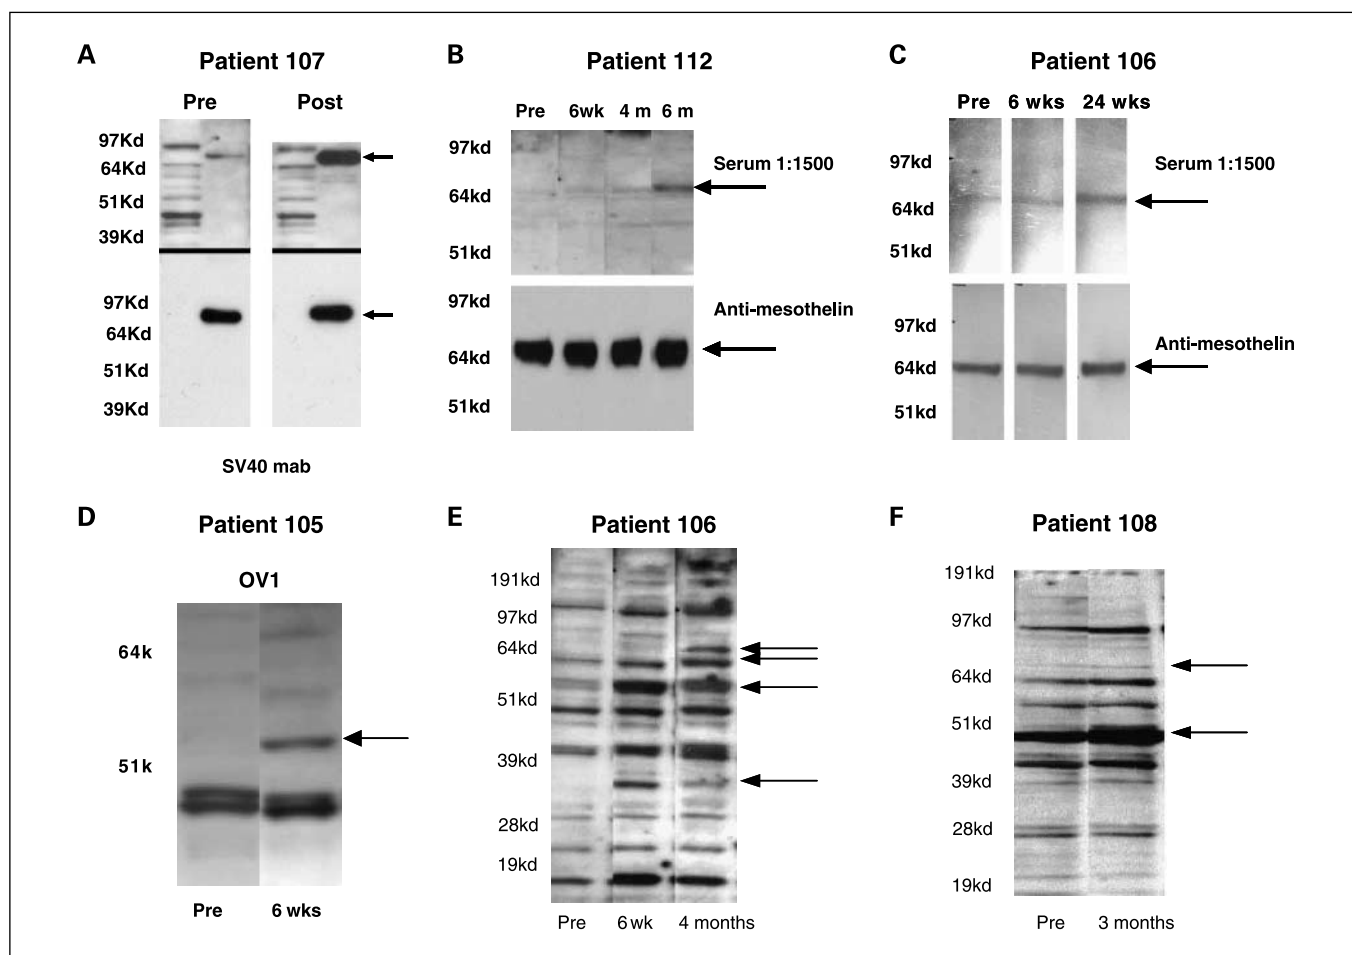 A
Patient 107
Pre
Post
97Kd
64Kd
51Kd
39Kd
97Kd
64Kd
51Kd
39Kd
SV40 mab
B
Patient 112
Pre 6wk 4 m 6 m
97kd
64kd
51kd
Serum 1:1500
97kd
64kd
51kd
Anti-mesothelin
C
Patient 106
Pre 6 wks 24 wks
97kd
64kd
51kd
Serum 1:1500
97kd
64kd
51kd
Anti-mesothelin
D
Patient 105
OV1
64k
51k
Pre 6 wks
E
Patient 106
191kd
97kd
64kd
51kd
39kd
28kd
19kd
Pre 6 wk 4 months
F
Patient 108
191kd
97kd
64kd
51kd
39kd
28kd
19kd
Pre 3 months